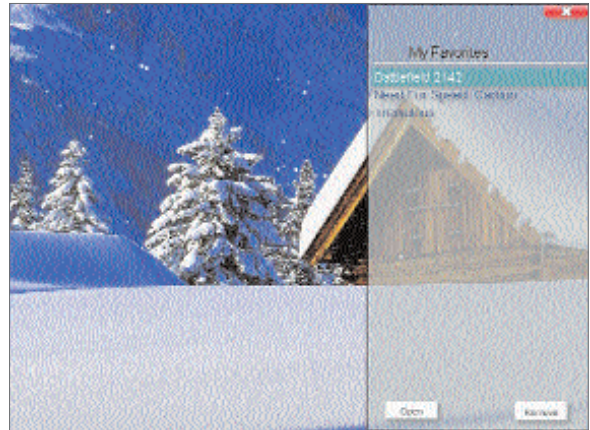 My Favorites
Battlefield 2142
Need For Speed: Carbon
Open
Remove